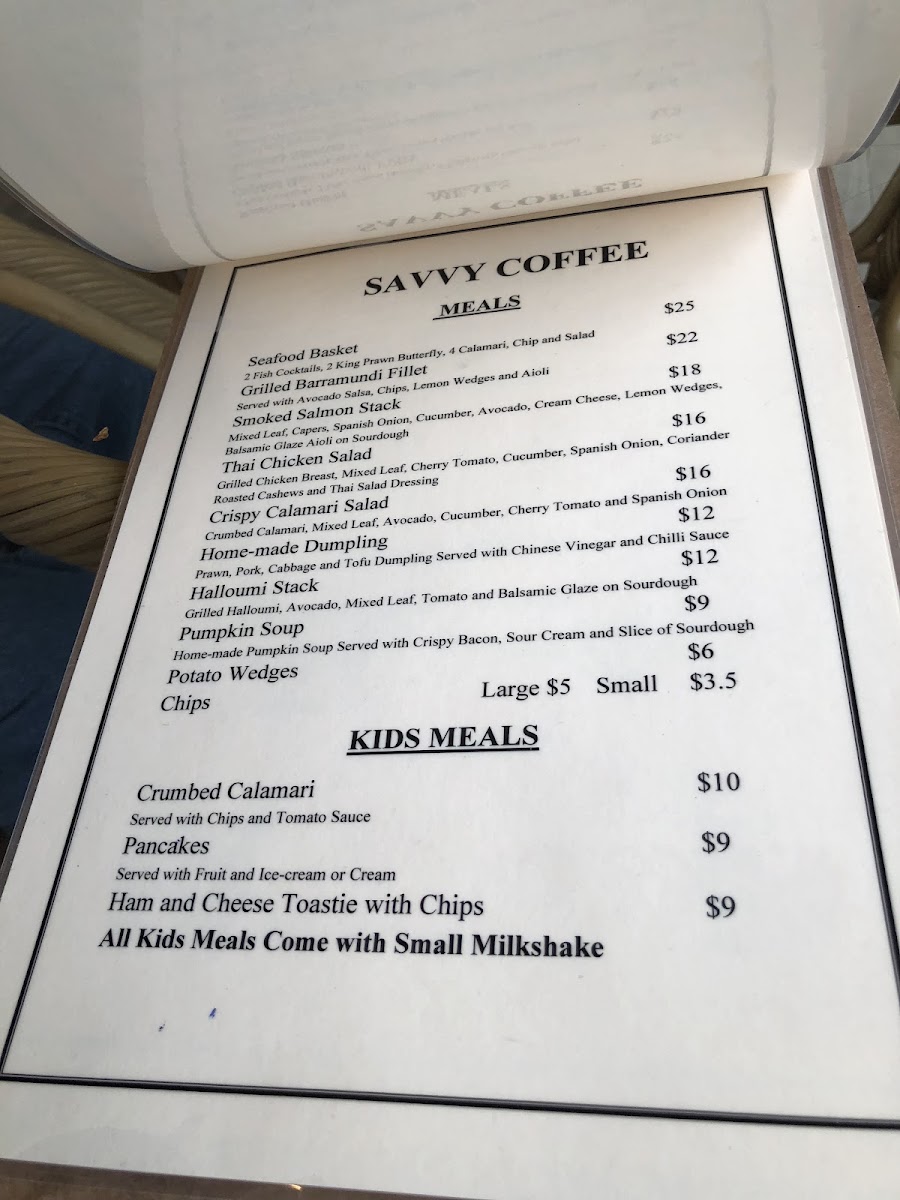 SAVVY COFFEE
MEALS
Seafood Basket $25
2 Fish Cocktails, 2 King Prawn Butterfly, 4 Calamari, Chip and Salad
Grilled Barramundi Fillet $22
Served with Avocado Salsa, Chips, Lemon Wedges and Aioli
Smoked Salmon Stack $18
Mixed Leaf, Capers, Spanish Onion, Cucumber, Avocado, Cream Cheese, Lemon Wedges,
Balsamic Glaze Aioli on Sourdough
Thai Chicken Salad $16
Grilled Chicken Breast, Mixed Leaf, Cherry Tomato, Cucumber, Spanish Onion, Coriander
Roasted Cashews and Thai Salad Dressing
Crispy Calamari Salad $16
Crumbed Calamari, Mixed Leaf, Avocado, Cucumber, Cherry Tomato and Spanish Onion
Home-made Dumpling $12
Prawn, Pork, Cabbage and Tofu Dumpling Served with Chinese Vinegar and Chilli Sauce
Halloumi Stack $12
Grilled Halloumi, Avocado, Mixed Leaf, Tomato and Balsamic Glaze on Sourdough
Pumpkin Soup $9
Home-made Pumpkin Soup Served with Crispy Bacon, Sour Cream and Slice of Sourdough
Potato Wedges $6
Chips Large $5 Small $3.5
KIDS MEALS
Crumbed Calamari $10
Served with Chips and Tomato Sauce
Pancakes $9
Served with Fruit and Ice-cream or Cream
Ham and Cheese Toastie with Chips $9
All Kids Meals Come with Small Milkshake